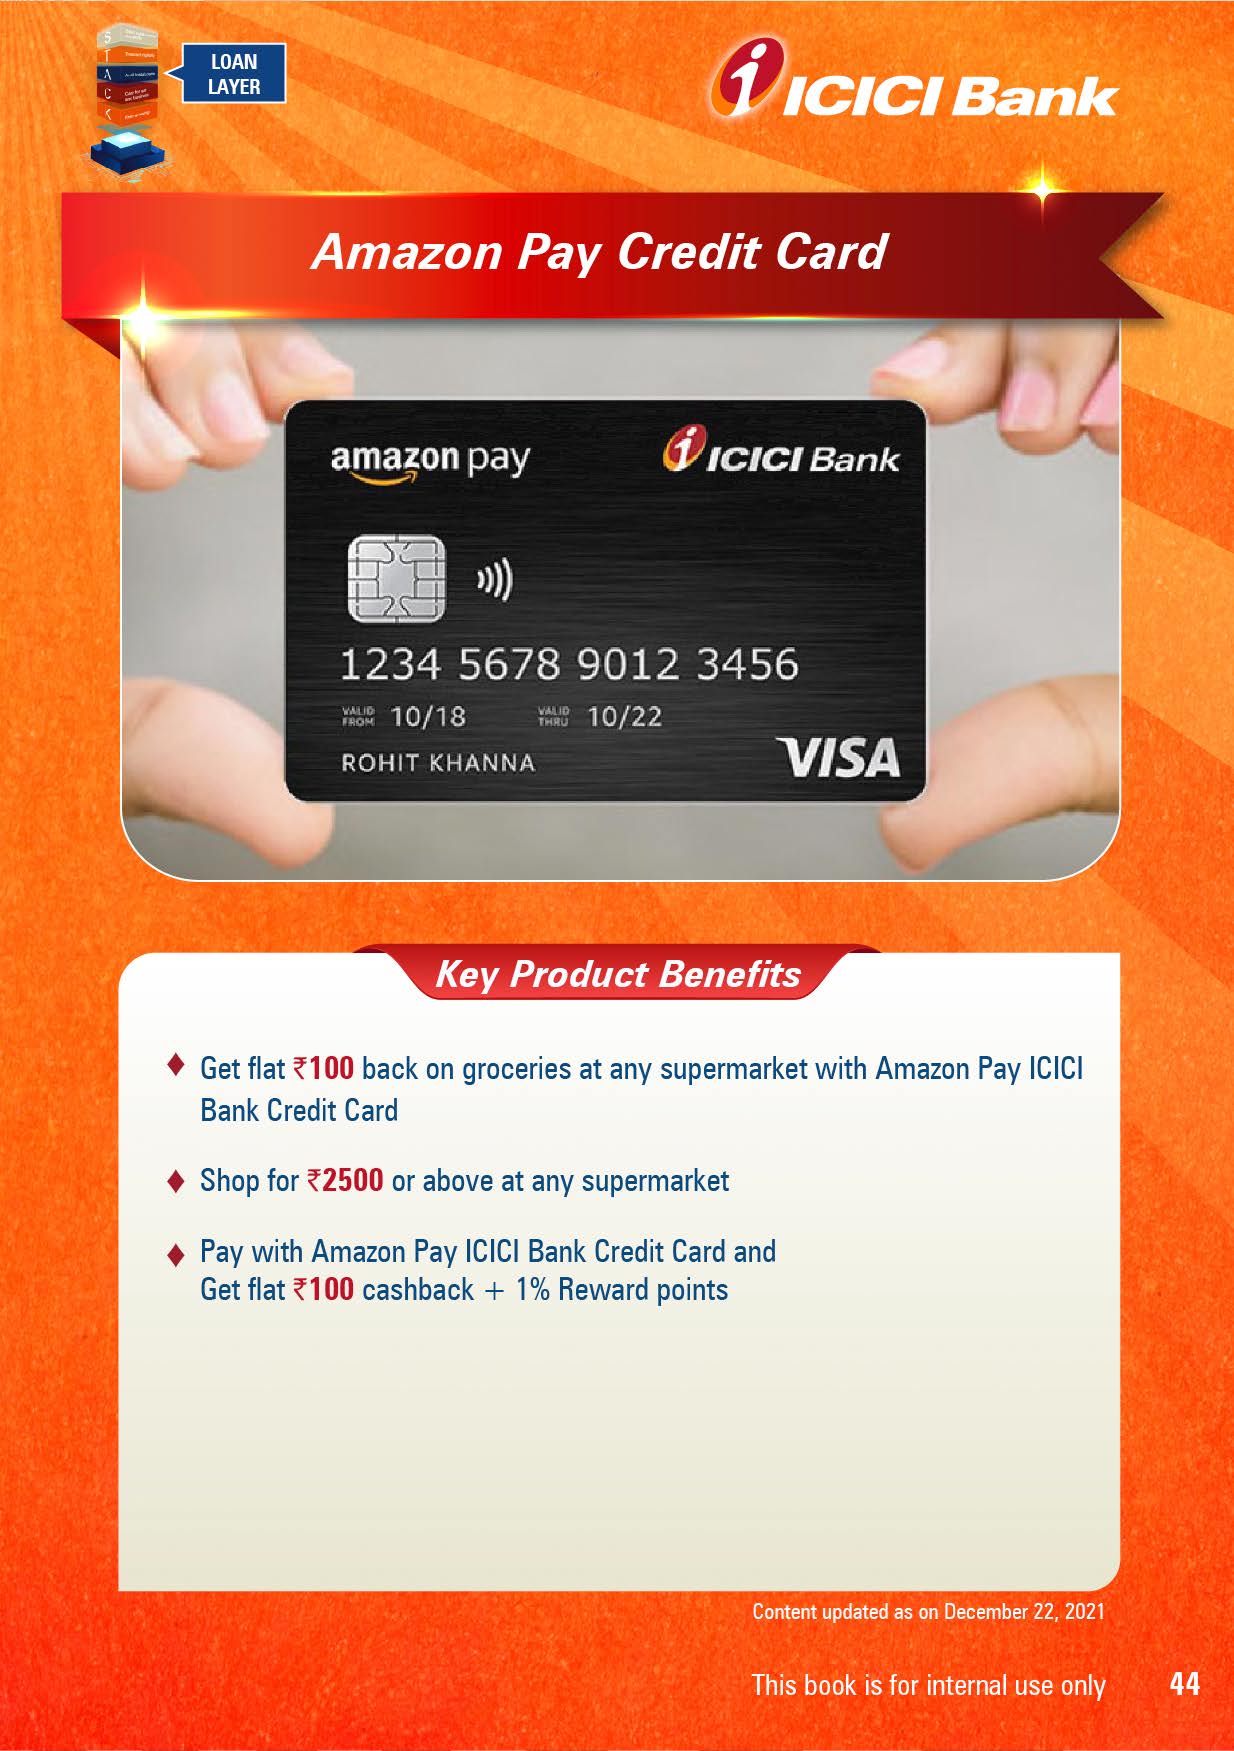 S
T
A
C
K
LOAN
LAYER
i ICICI Bank
Amazon Pay Credit Card
amazon pay
i ICICI Bank
1234 5678 9012 3456
VALID FROM 10/18 VALID THRU 10/22
ROHIT KHANNA
VISA
Key Product Benefits
♦ Get flat ₹100 back on groceries at any supermarket with Amazon Pay ICICI
Bank Credit Card
♦ Shop for ₹2500 or above at any supermarket
♦ Pay with Amazon Pay ICICI Bank Credit Card and
Get flat ₹100 cashback + 1% Reward points
Content updated as on December 22, 2021
This book is for internal use only 44